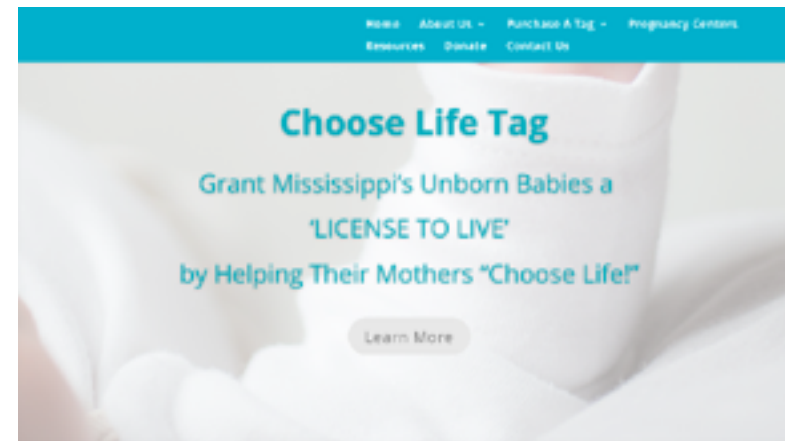 Home About Us Purchase A Tag Pregnancy Centers
Resources Donate Contact Us
Choose Life Tag
Grant Mississippi's Unborn Babies a
'LICENSE TO LIVE'
by Helping Their Mothers "Choose Life!"
Learn More